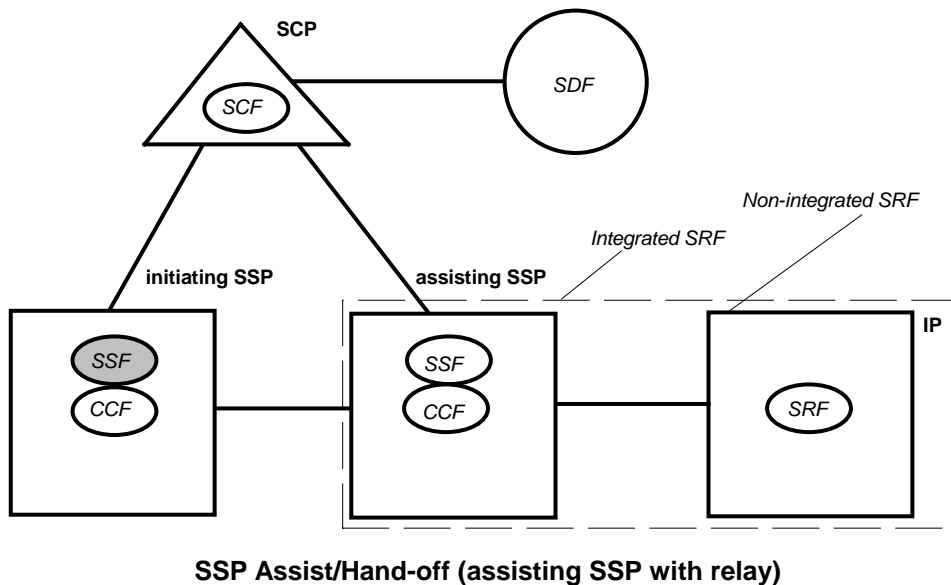 SCP
SCF
SDF
Non-integrated SRF
Integrated SRF
initiating SSP
assisting SSP
IP
SSF
CCF
SSF
CCF
SRF
SSP Assist/Hand-off (assisting SSP with relay)